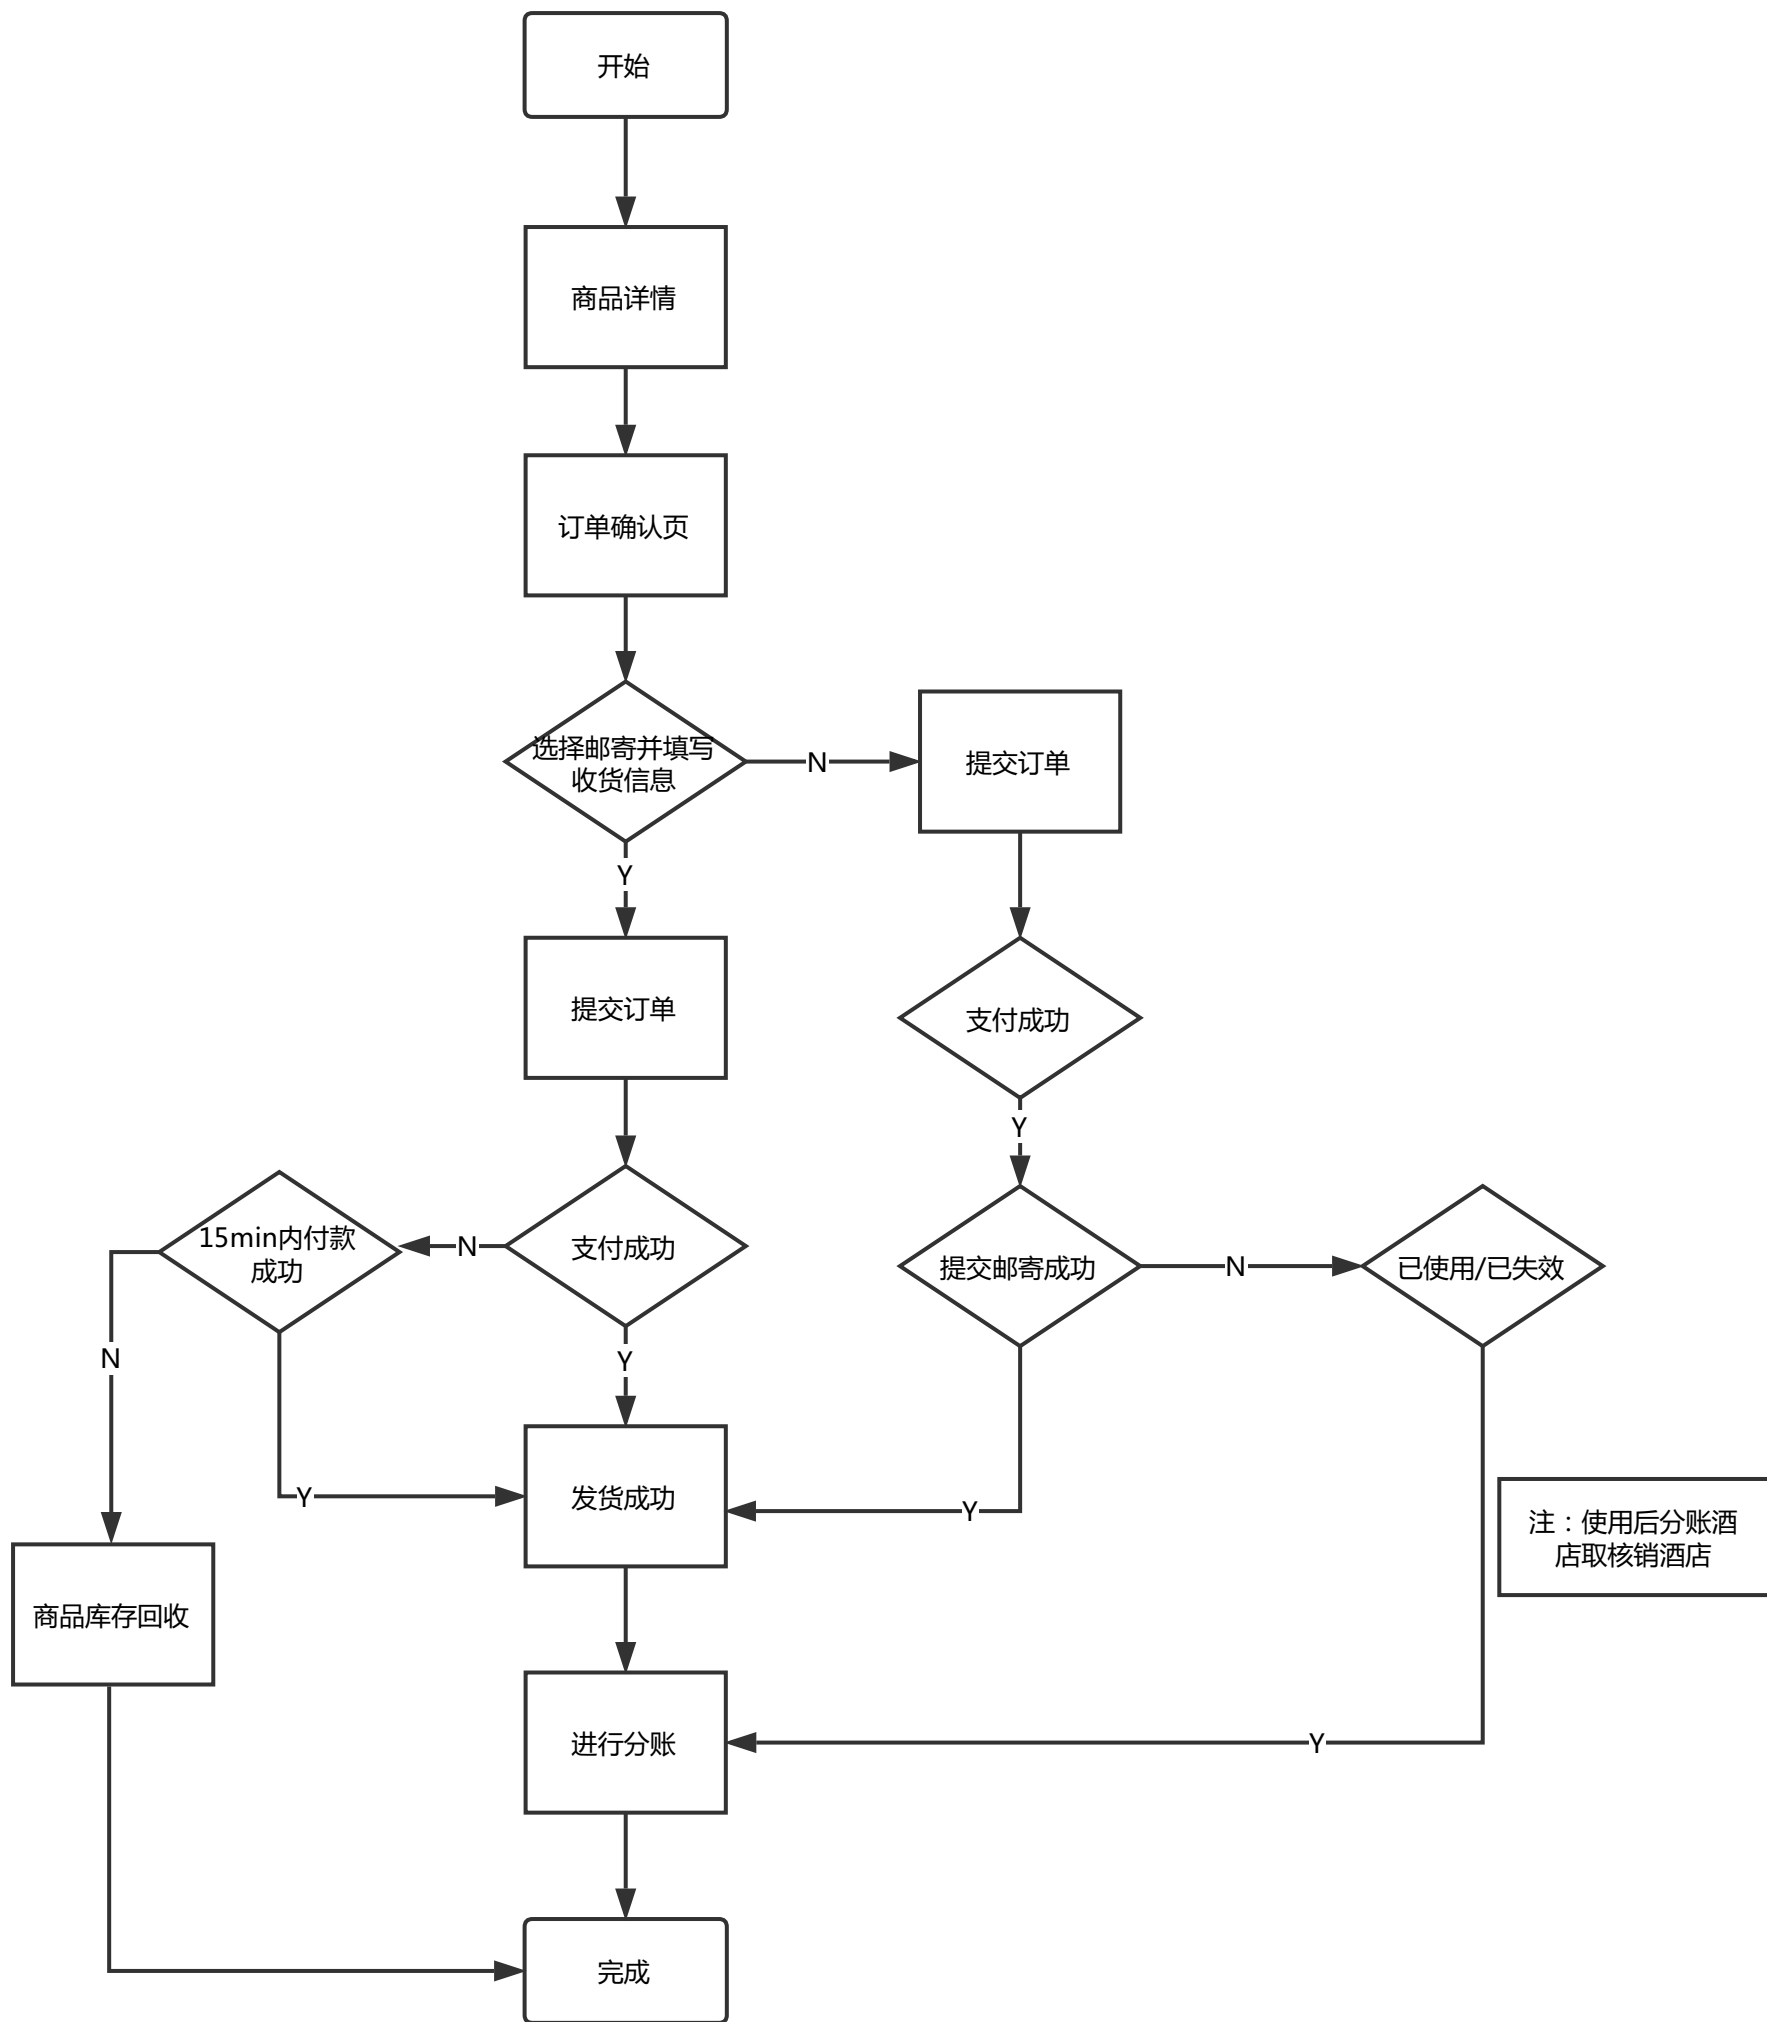 开始
商品详情
订单确认页
选择邮寄并填写
收货信息
N
提交订单
Y
提交订单
支付成功
Y
15min内付款
成功
N
支付成功
提交邮寄成功
N
已使用/已失效
N
Y
Y
发货成功
Y
注：使用后分账酒
店取核销酒店
商品库存回收
进行分账
Y
完成